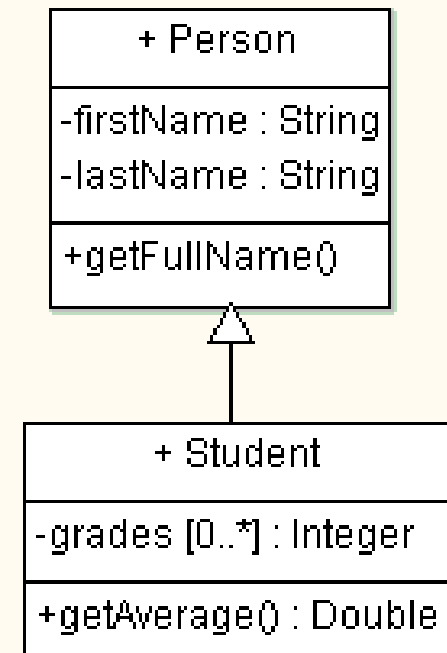 + Person
-firstName : String
-lastName : String
+getFullName()
+ Student
-grades [0..*] : Integer
+getAverage() : Double